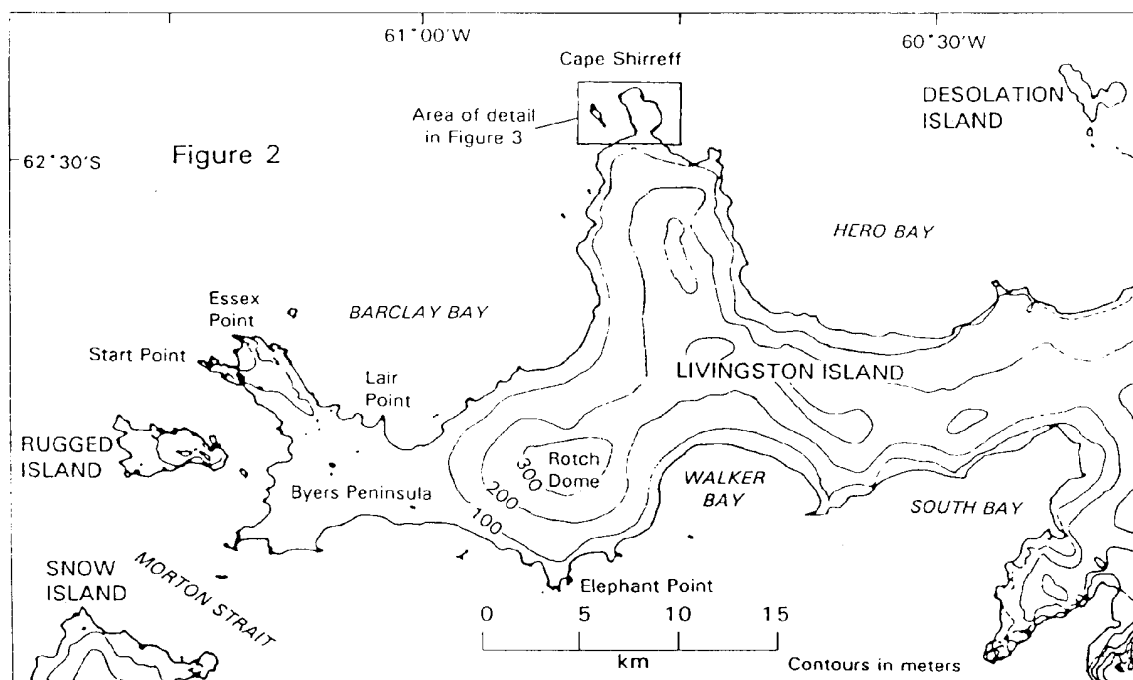 61°00'W
60°30'W
Cape Shirreff
Area of detail
in Figure 3
DESOLATION
ISLAND
62°30'S
Figure 2
HERO BAY
Essex
Point
BARCLAY BAY
Start Point
Lair
Point
LIVINGSTON ISLAND
RUGGED
ISLAND
Rotch
Dome
300
200
100
Byers Peninsula
WALKER
BAY
SOUTH BAY
SNOW
ISLAND
MORTON STRAIT
Elephant Point
0 5 10 15
km
Contours in meters